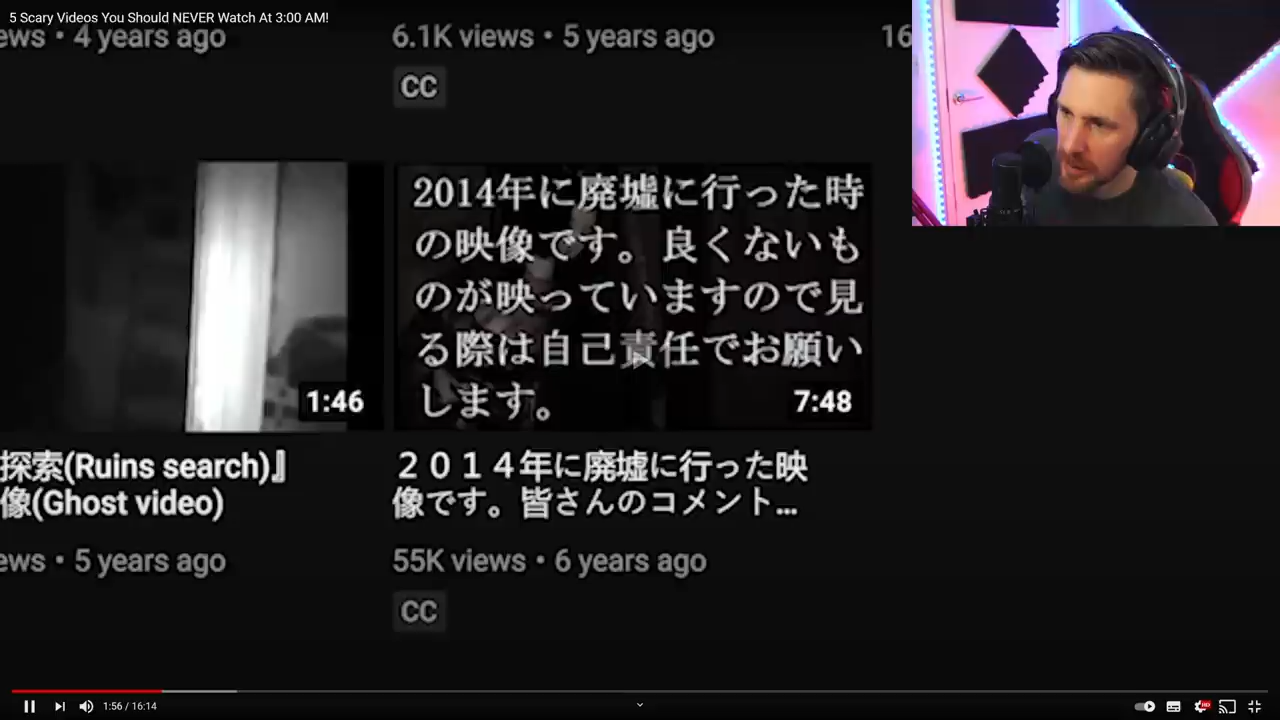 5 Scary Videos You Should NEVER Watch At 3:00 AM!
ews • 4 years ago
6.1K views • 5 years ago
16
CC
1:46
2014年に廃墟に行った時
の映像です。良くないも
のが映っていますので見
る際は自己責任でお願い
します。
7:48
探索(Ruins search)』
像(Ghost video)
２０１４年に廃墟に行った映
像です。皆さんのコメント...
ews • 5 years ago
55K views • 6 years ago
CC
1:56 / 16:14
HD